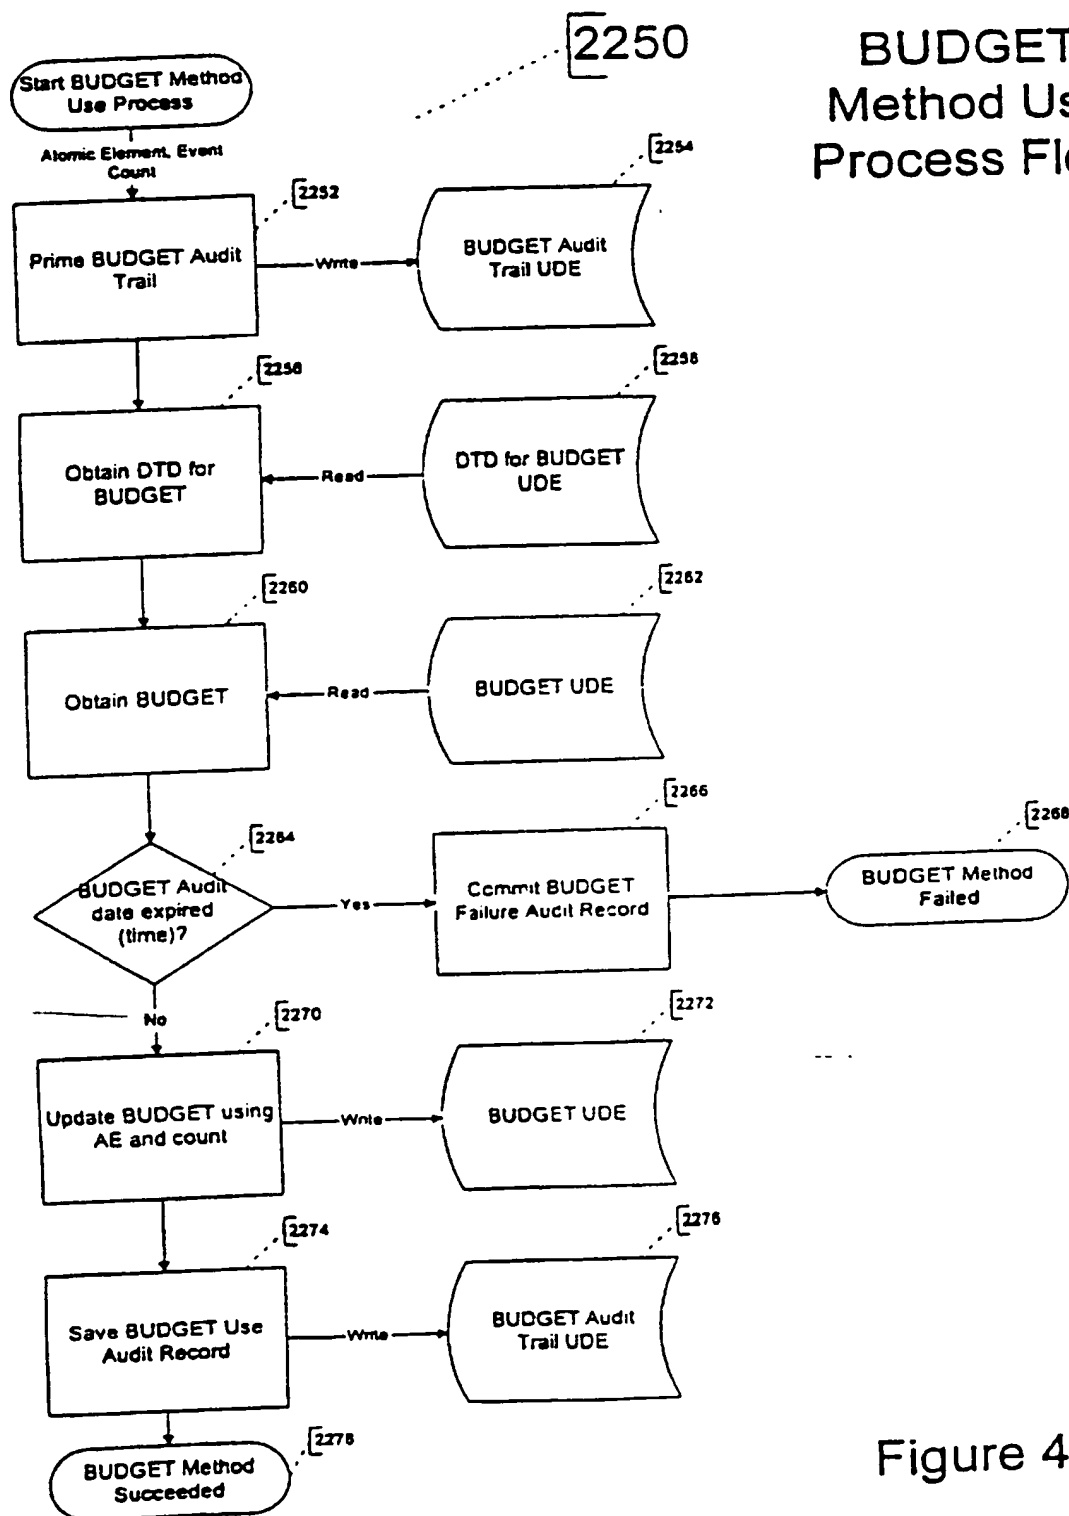 2250
BUDGET
Method Us
Process Flo
Start BUDGET Method
Use Process
Atomic Element, Event
Count
2252
2254
Prime BUDGET Audit
Trail
Write
BUDGET Audit
Trail UDE
2256
2258
Obtain DTD for
BUDGET
Read
DTD for BUDGET
UDE
2260
2262
Obtain BUDGET
Read
BUDGET UDE
2264
2266
2268
BUDGET Audit
date expired
(time)?
Yes
Commit BUDGET
Failure Audit Record
BUDGET Method
Failed
No
2270
2272
Update BUDGET using
AE and count
Write
BUDGET UDE
2274
2276
Save BUDGET Use
Audit Record
Write
BUDGET Audit
Trail UDE
2278
BUDGET Method
Succeeded
Figure 4